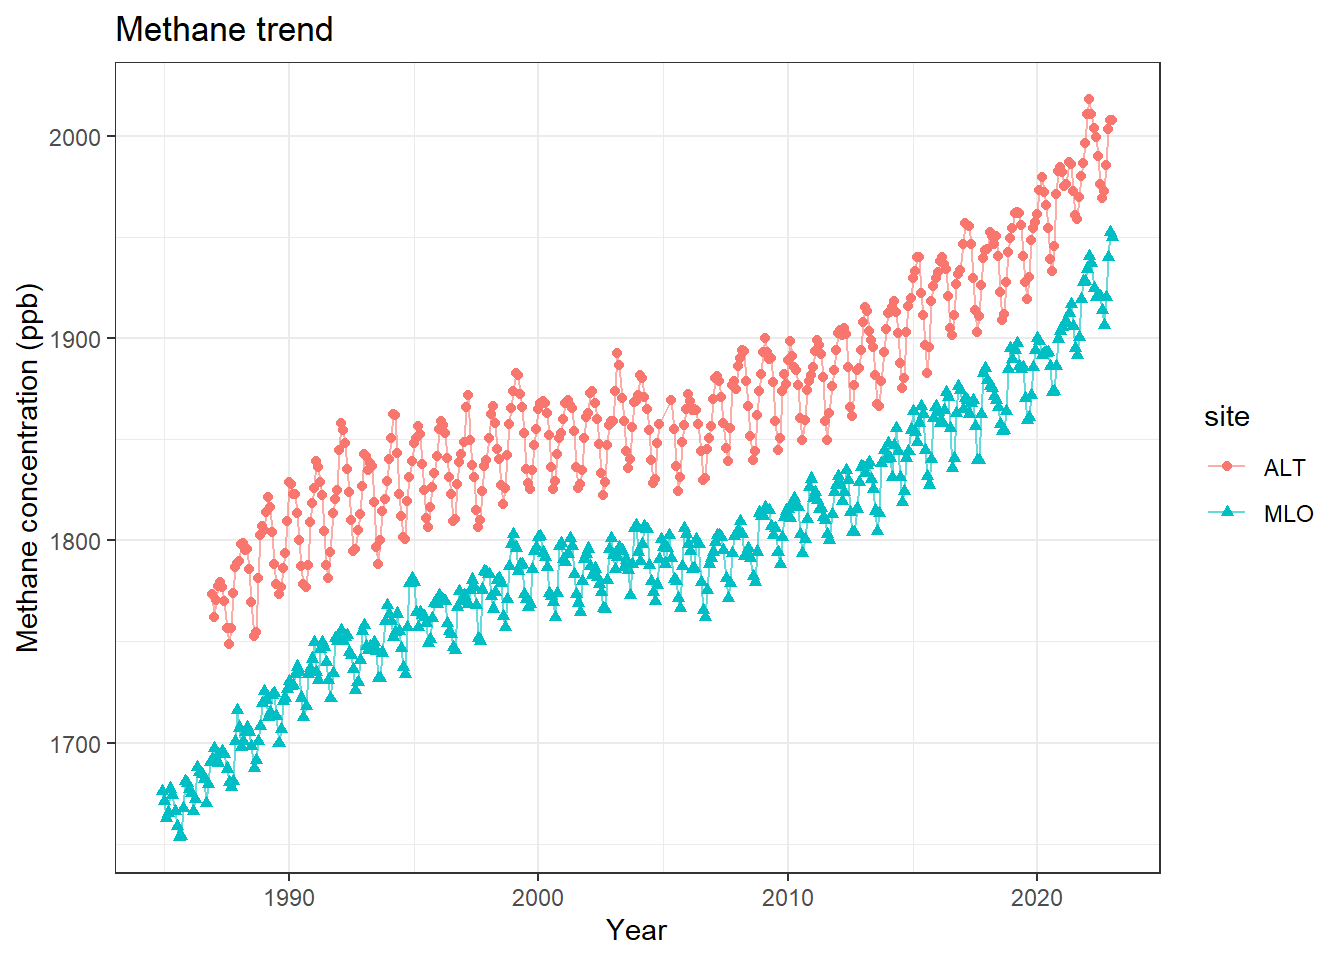 Methane trend
Methane concentration (ppb)
2000
1900
1800
1700
1990
2000
2010
2020
Year
site
ALT
MLO